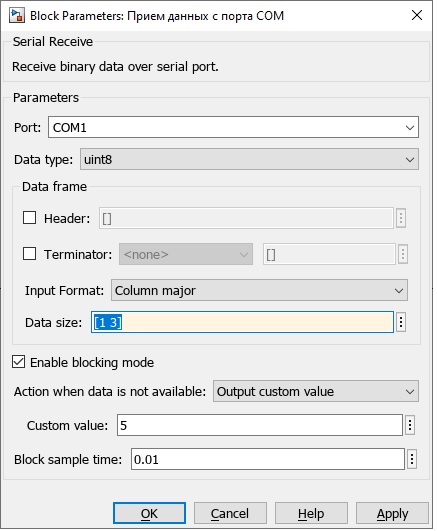 Block Parameters: Прием данных с порта COM
Serial Receive
Receive binary data over serial port.
Parameters
Port: COM1
Data type: uint8
Data frame
Header: []
Terminator: <none> []
Input Format: Column major
Data size: [1 3]
Enable blocking mode
Action when data is not available: Output custom value
Custom value: 5
Block sample time: 0.01
OK Cancel Help Apply